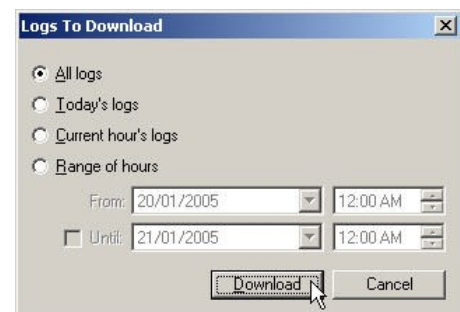 Logs To Download
All logs
Today's logs
Current hour's logs
Range of hours
From: 20/01/2005 12:00 AM
Until: 21/01/2005 12:00 AM
Download Cancel